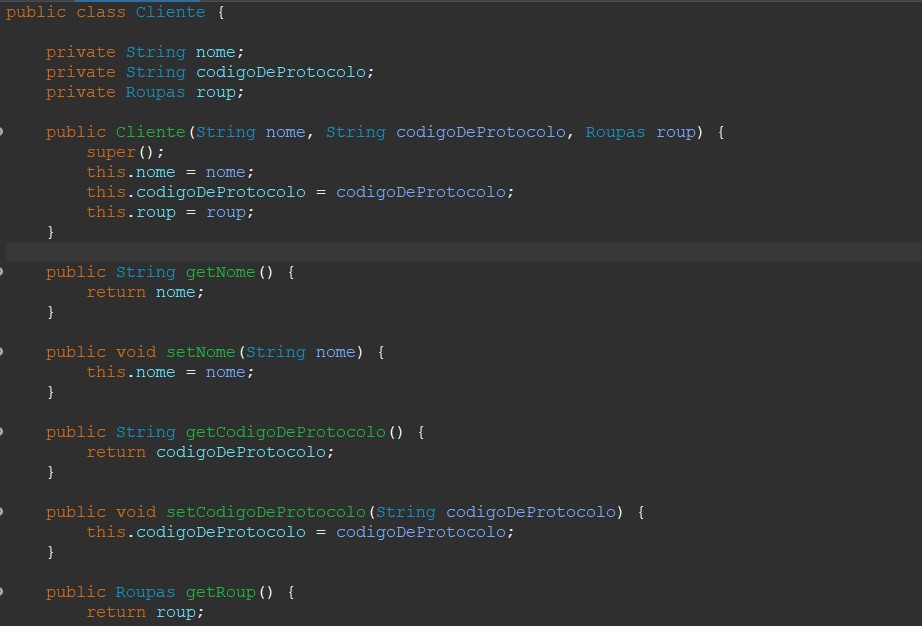 public class Cliente {
private String nome;
private String codigoDeProtocolo;
private Roupas roup;
public Cliente(String nome, String codigoDeProtocolo, Roupas roup) {
super();
this.nome = nome;
this.codigoDeProtocolo = codigoDeProtocolo;
this.roup = roup;
}
public String getNome() {
return nome;
}
public void setNome(String nome) {
this.nome = nome;
}
public String getCodigoDeProtocolo() {
return codigoDeProtocolo;
}
public void setCodigoDeProtocolo(String codigoDeProtocolo) {
this.codigoDeProtocolo = codigoDeProtocolo;
}
public Roupas getRoup() {
return roup;